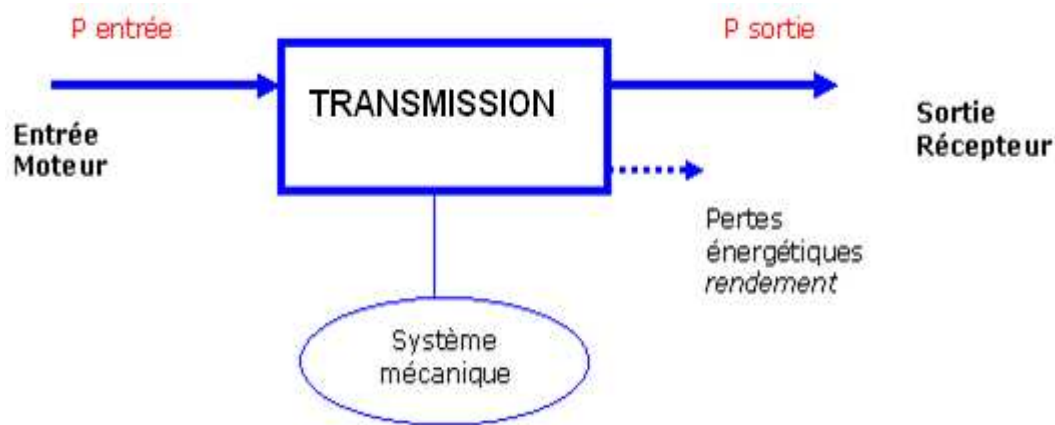 P entrée
P sortie
TRANSMISSION
Entrée
Moteur
Sortie
Récepteur
Pertes
énergétiques
rendement
Système
mécanique